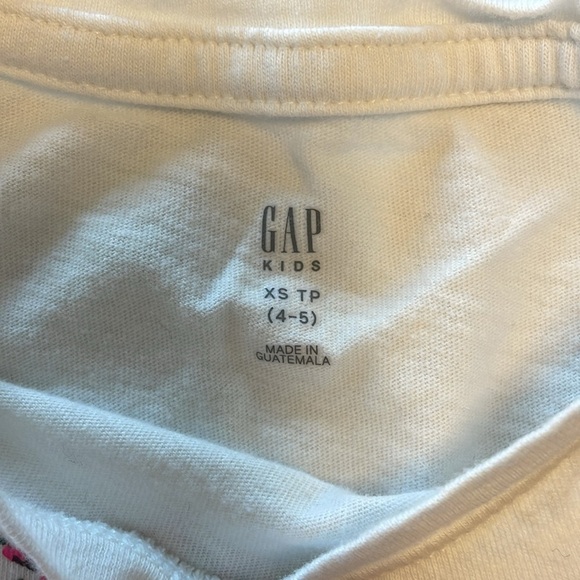 GAP
KIDS
XS TP
(4-5)
MADE IN
GUATEMALA